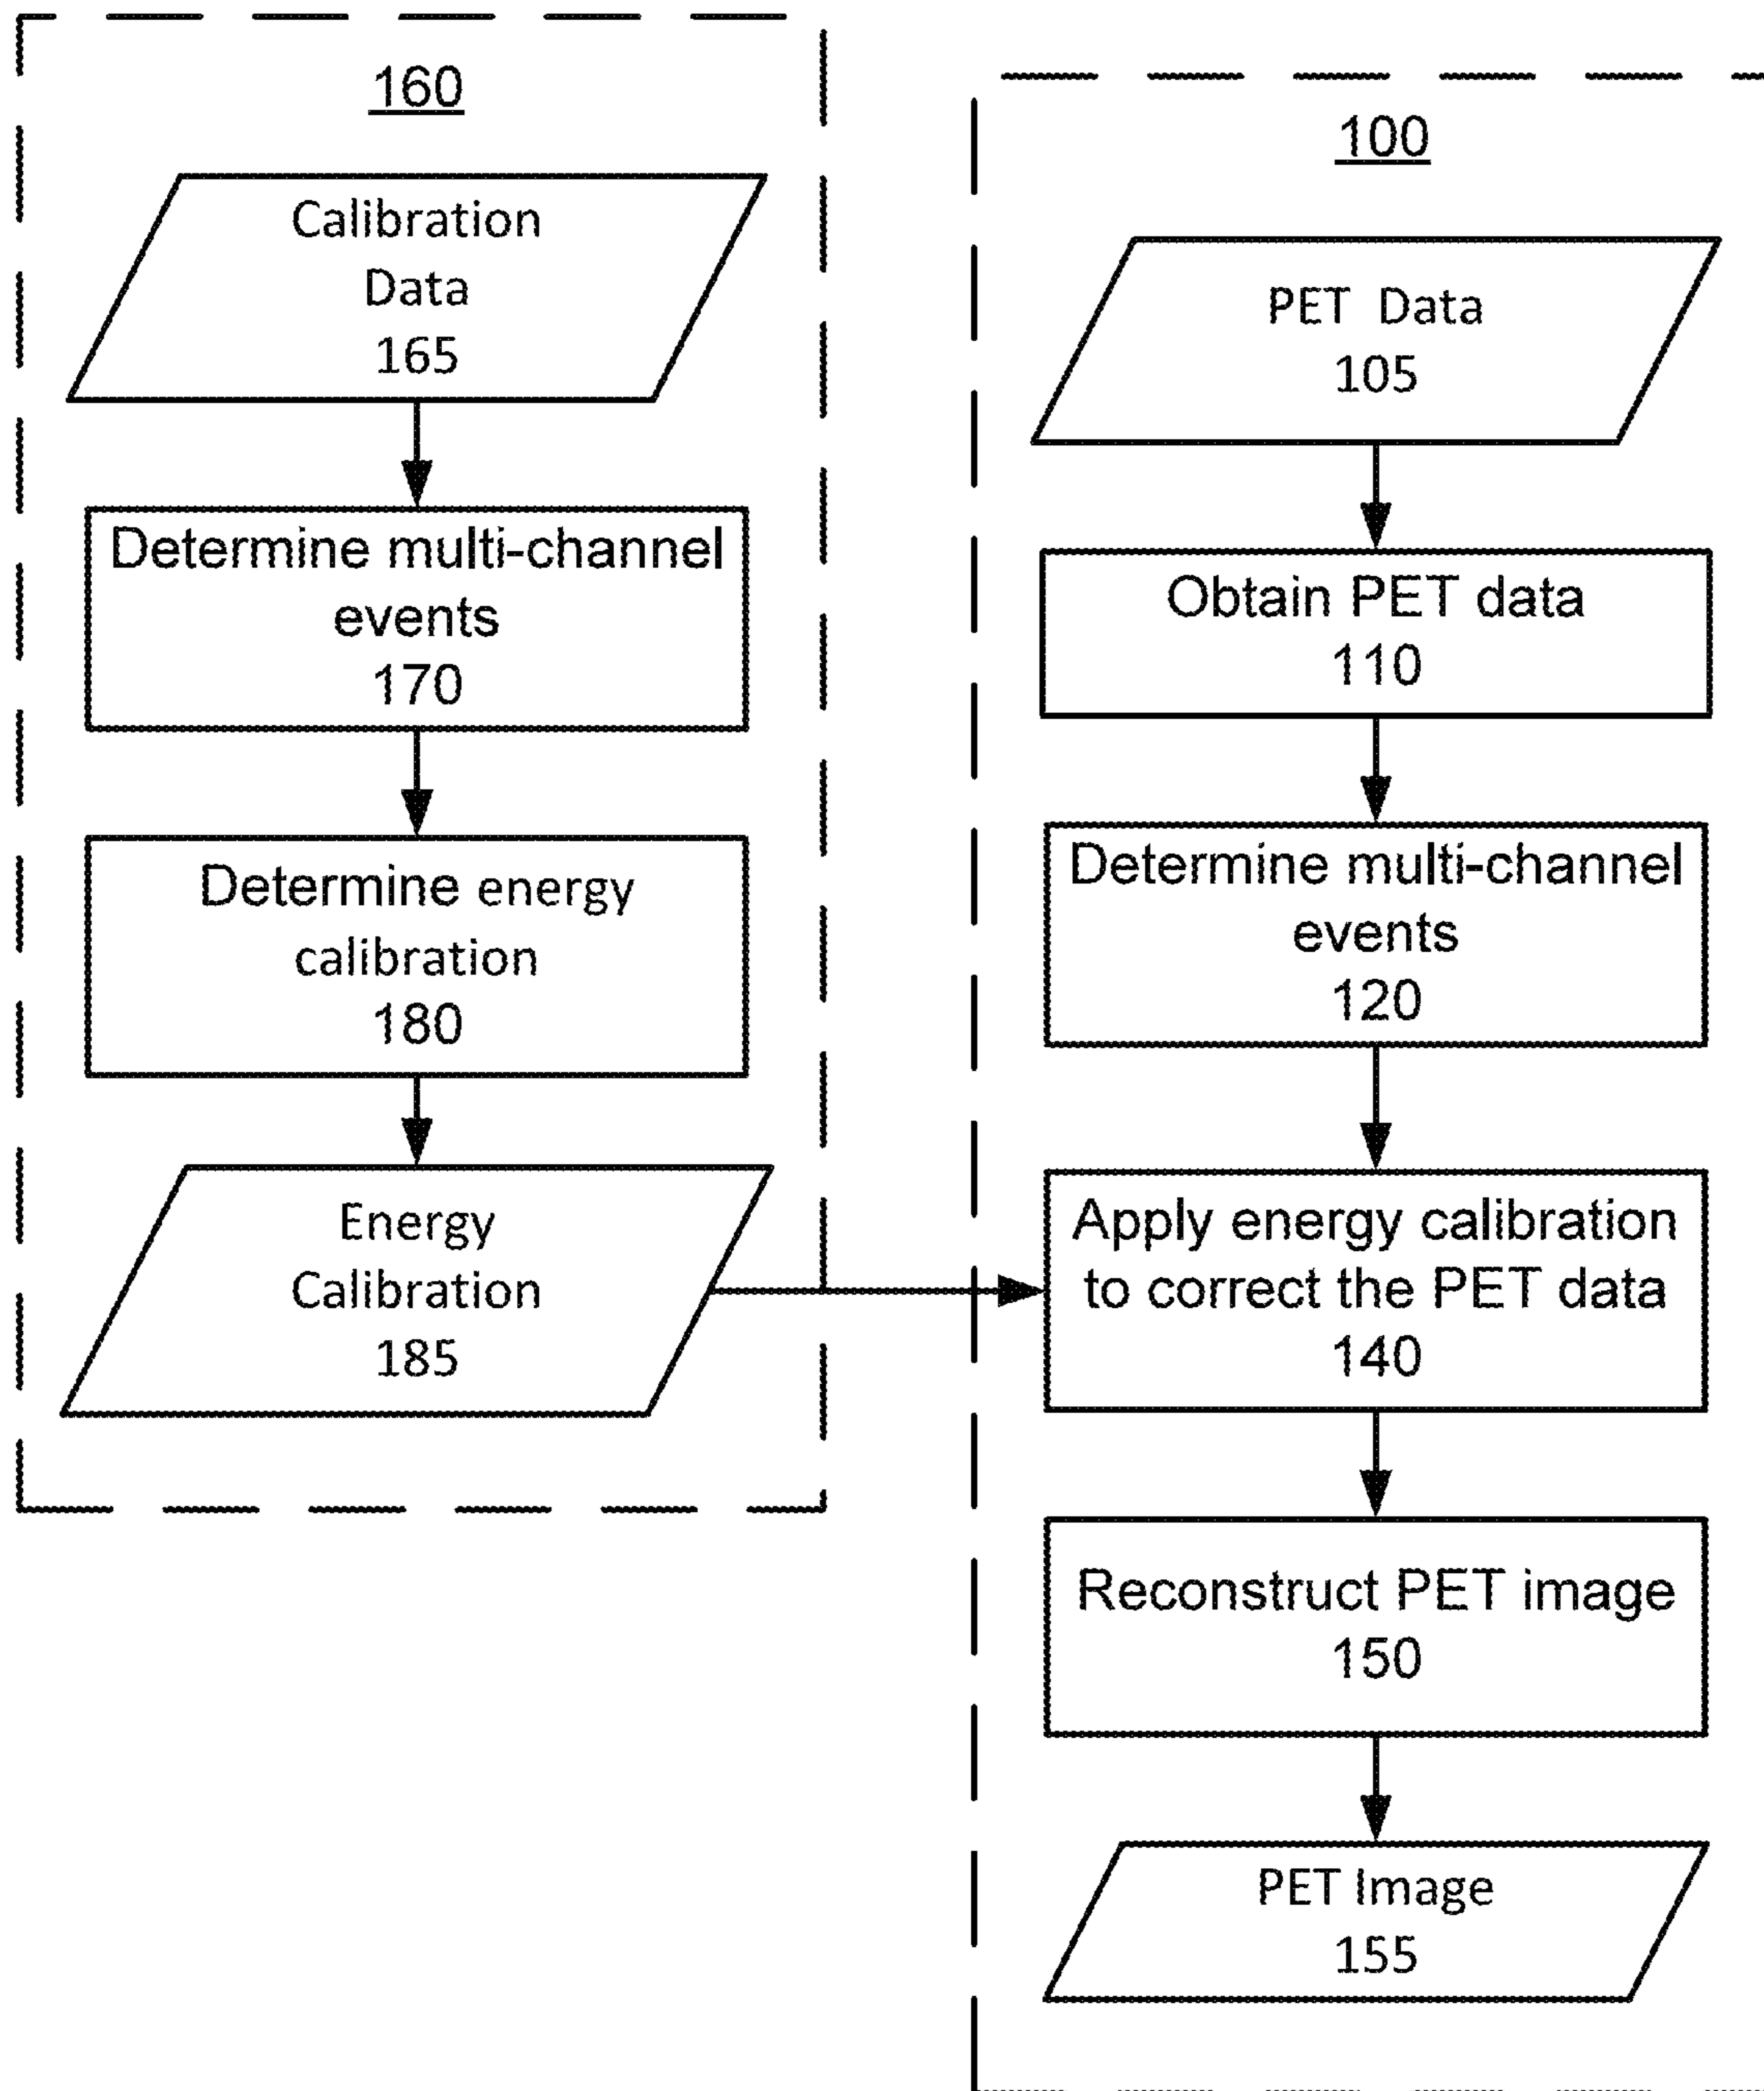 160
Calibration
Data
165
Determine multi-channel
events
170
Determine energy
calibration
180
Energy
Calibration
185
100
PET Data
105
Obtain PET data
110
Determine multi-channel
events
120
Apply energy calibration
to correct the PET data
140
Reconstruct PET image
150
PET Image
155